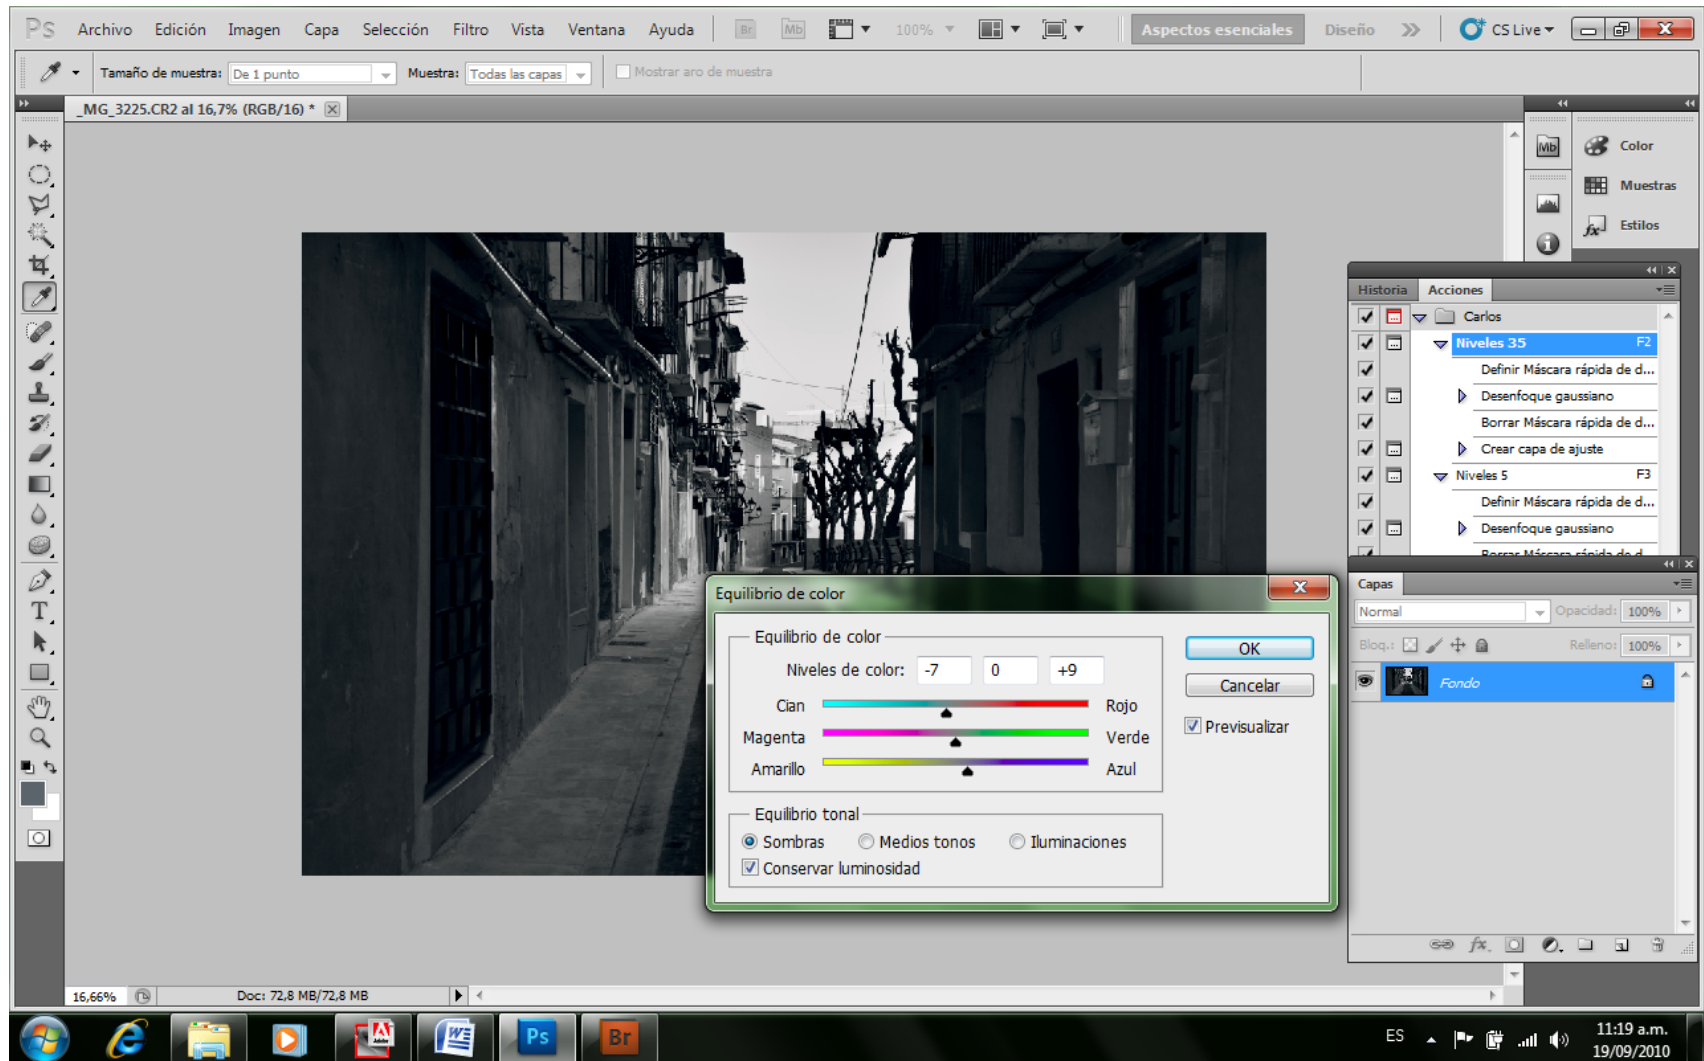 Ps Archivo Edición Imagen Capa Selección Filtro Vista Ventana Ayuda Br Mb 100% Aspectos esenciales Diseño CS Live
Tamaño de muestra: De 1 punto Muestra: Todas las capas Mostrar aro de muestra
_MG_3225.CR2 al 16,7% (RGB/16) *
Mb Color
Muestras
Estilos
Historia Acciones
Carlos
Niveles 35 F2
Definir Máscara rápida de d...
Desenfoque gaussiano
Borrar Máscara rápida de d...
Crear capa de ajuste
Niveles 5 F3
Definir Máscara rápida de d...
Desenfoque gaussiano
Borrar Máscara rápida de d...
Capas
Normal Opacidad: 100%
Bloq.: Relleno: 100%
Fondo
Equilibrio de color
Equilibrio de color
Niveles de color: -7 0 +9
Cian Rojo
Magenta Verde
Amarillo Azul
Equilibrio tonal
Sombras Medios tonos Iluminaciones
Conservar luminosidad
OK
Cancelar
Previsualizar
16,66% Doc: 72,8 MB/72,8 MB
Adobe W Ps Br ES 11:19 a.m.
19/09/2010